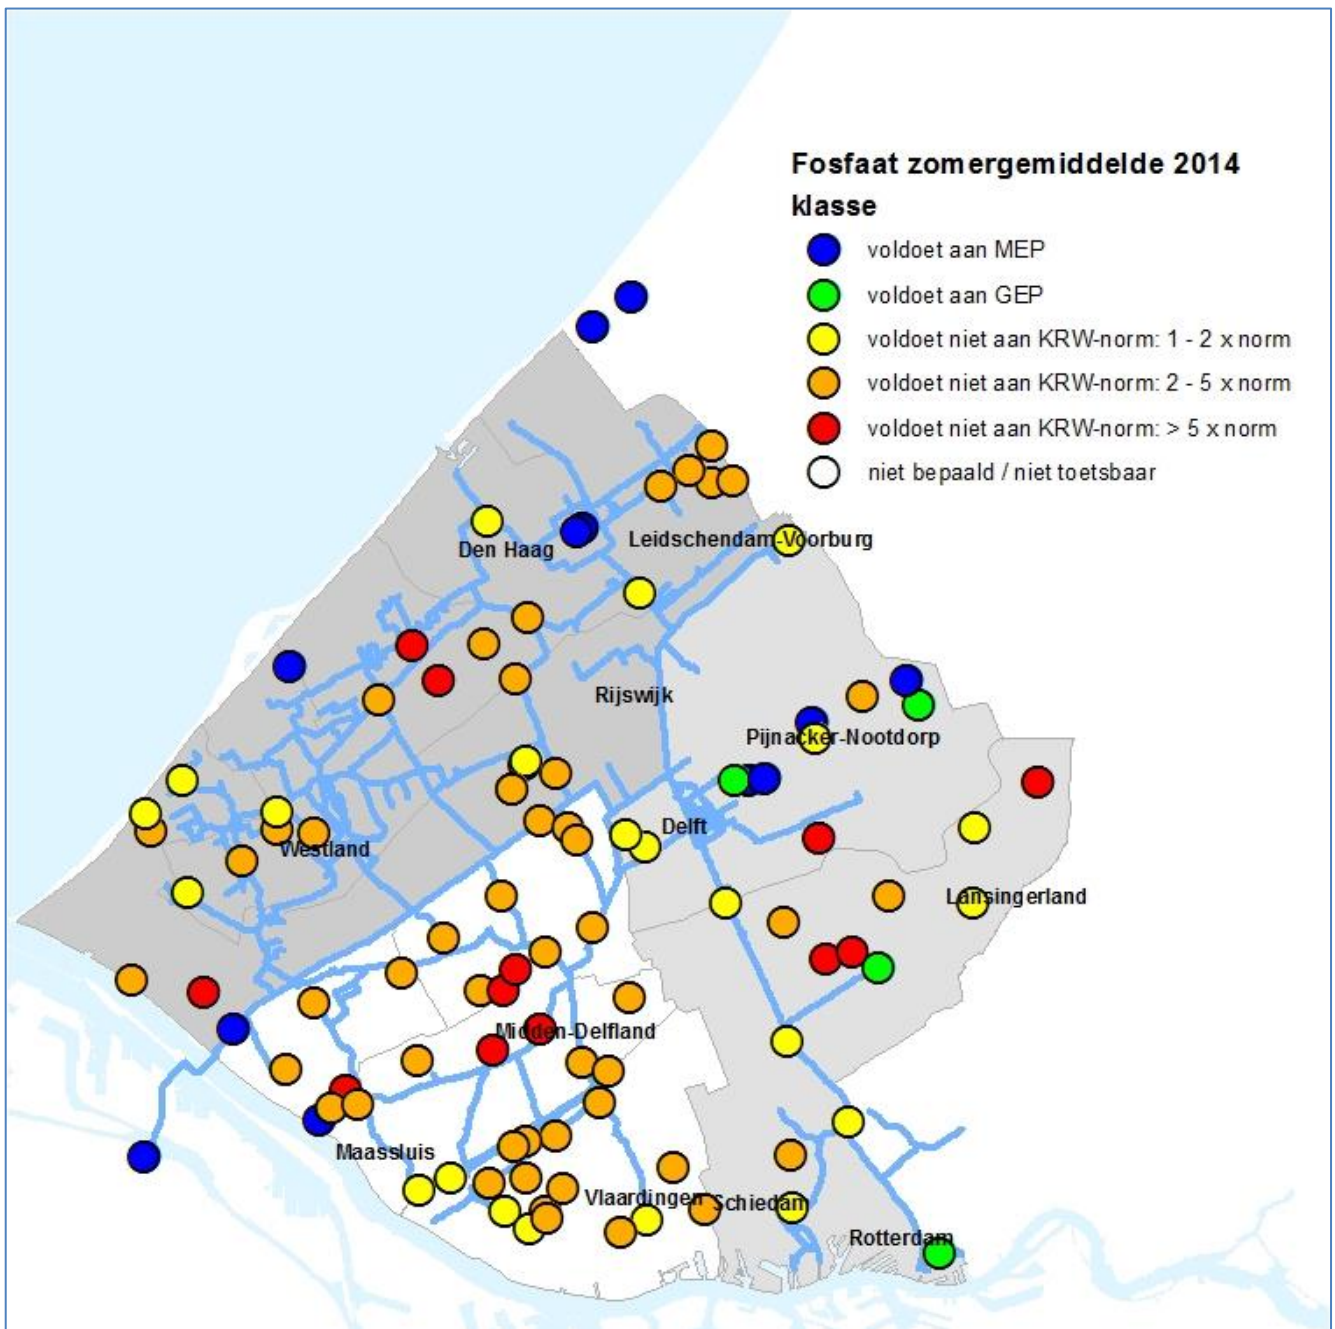 Fosfaat zomergemiddelde 2014
klasse
voldoet aan MEP
voldoet aan GEP
voldoet niet aan KRW-norm: 1 - 2 x norm
voldoet niet aan KRW-norm: 2 - 5 x norm
voldoet niet aan KRW-norm: > 5 x norm
niet bepaald / niet toetsbaar
Leidschendam-Voorburg
Den Haag
Rijswijk
Pijnacker-Nootdorp
Delft
Westland
Lansingerland
Midden-Delfland
Maassluis
Vlaardingen
Schiedam
Rotterdam